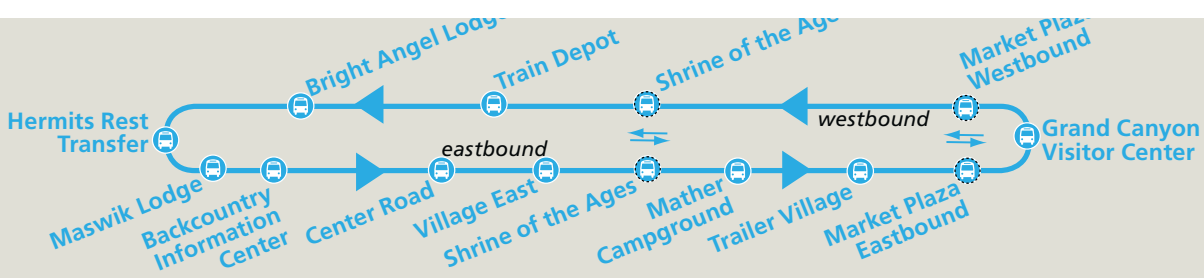 Bright Angel Lodge
Train Depot
Shrine of the Ages
Market Plaza
Westbound
Hermits Rest
Transfer
westbound
Grand Canyon
Visitor Center
eastbound
Maswik Lodge
Backcountry
Information
Center
Center Road
Village East
Shrine of the Ages
Mather
Campground
Trailer Village
Market Plaza
Eastbound